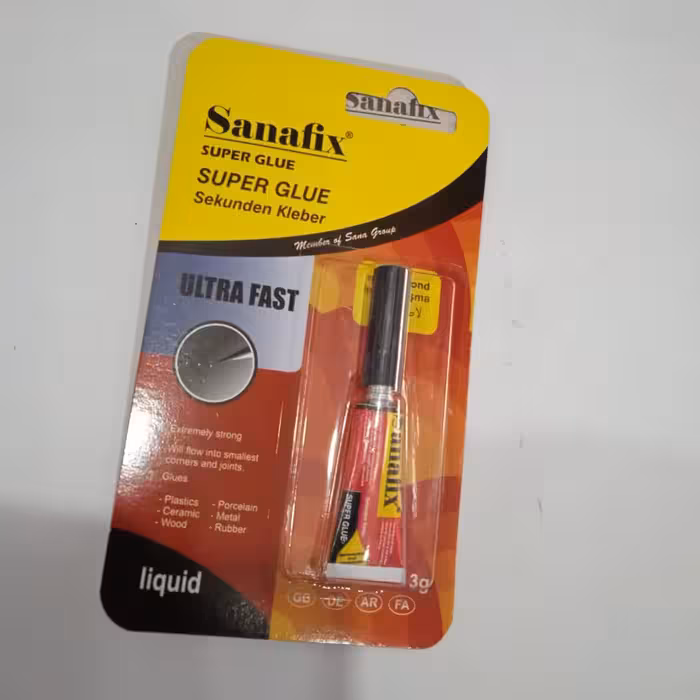 Sanafix
Sanafix®
SUPER GLUE
SUPER GLUE
Sekunden Kleber
Member of Sana Group
ULTRA FAST
ond
şma
Extremely strong
Will flow into smallest
corners and joints.
Glues
- Plastics - Porcelain
- Ceramic - Metal
- Wood - Rubber
Sanafix
SUPER GLUE
liquid
3g
GB DE AR FA